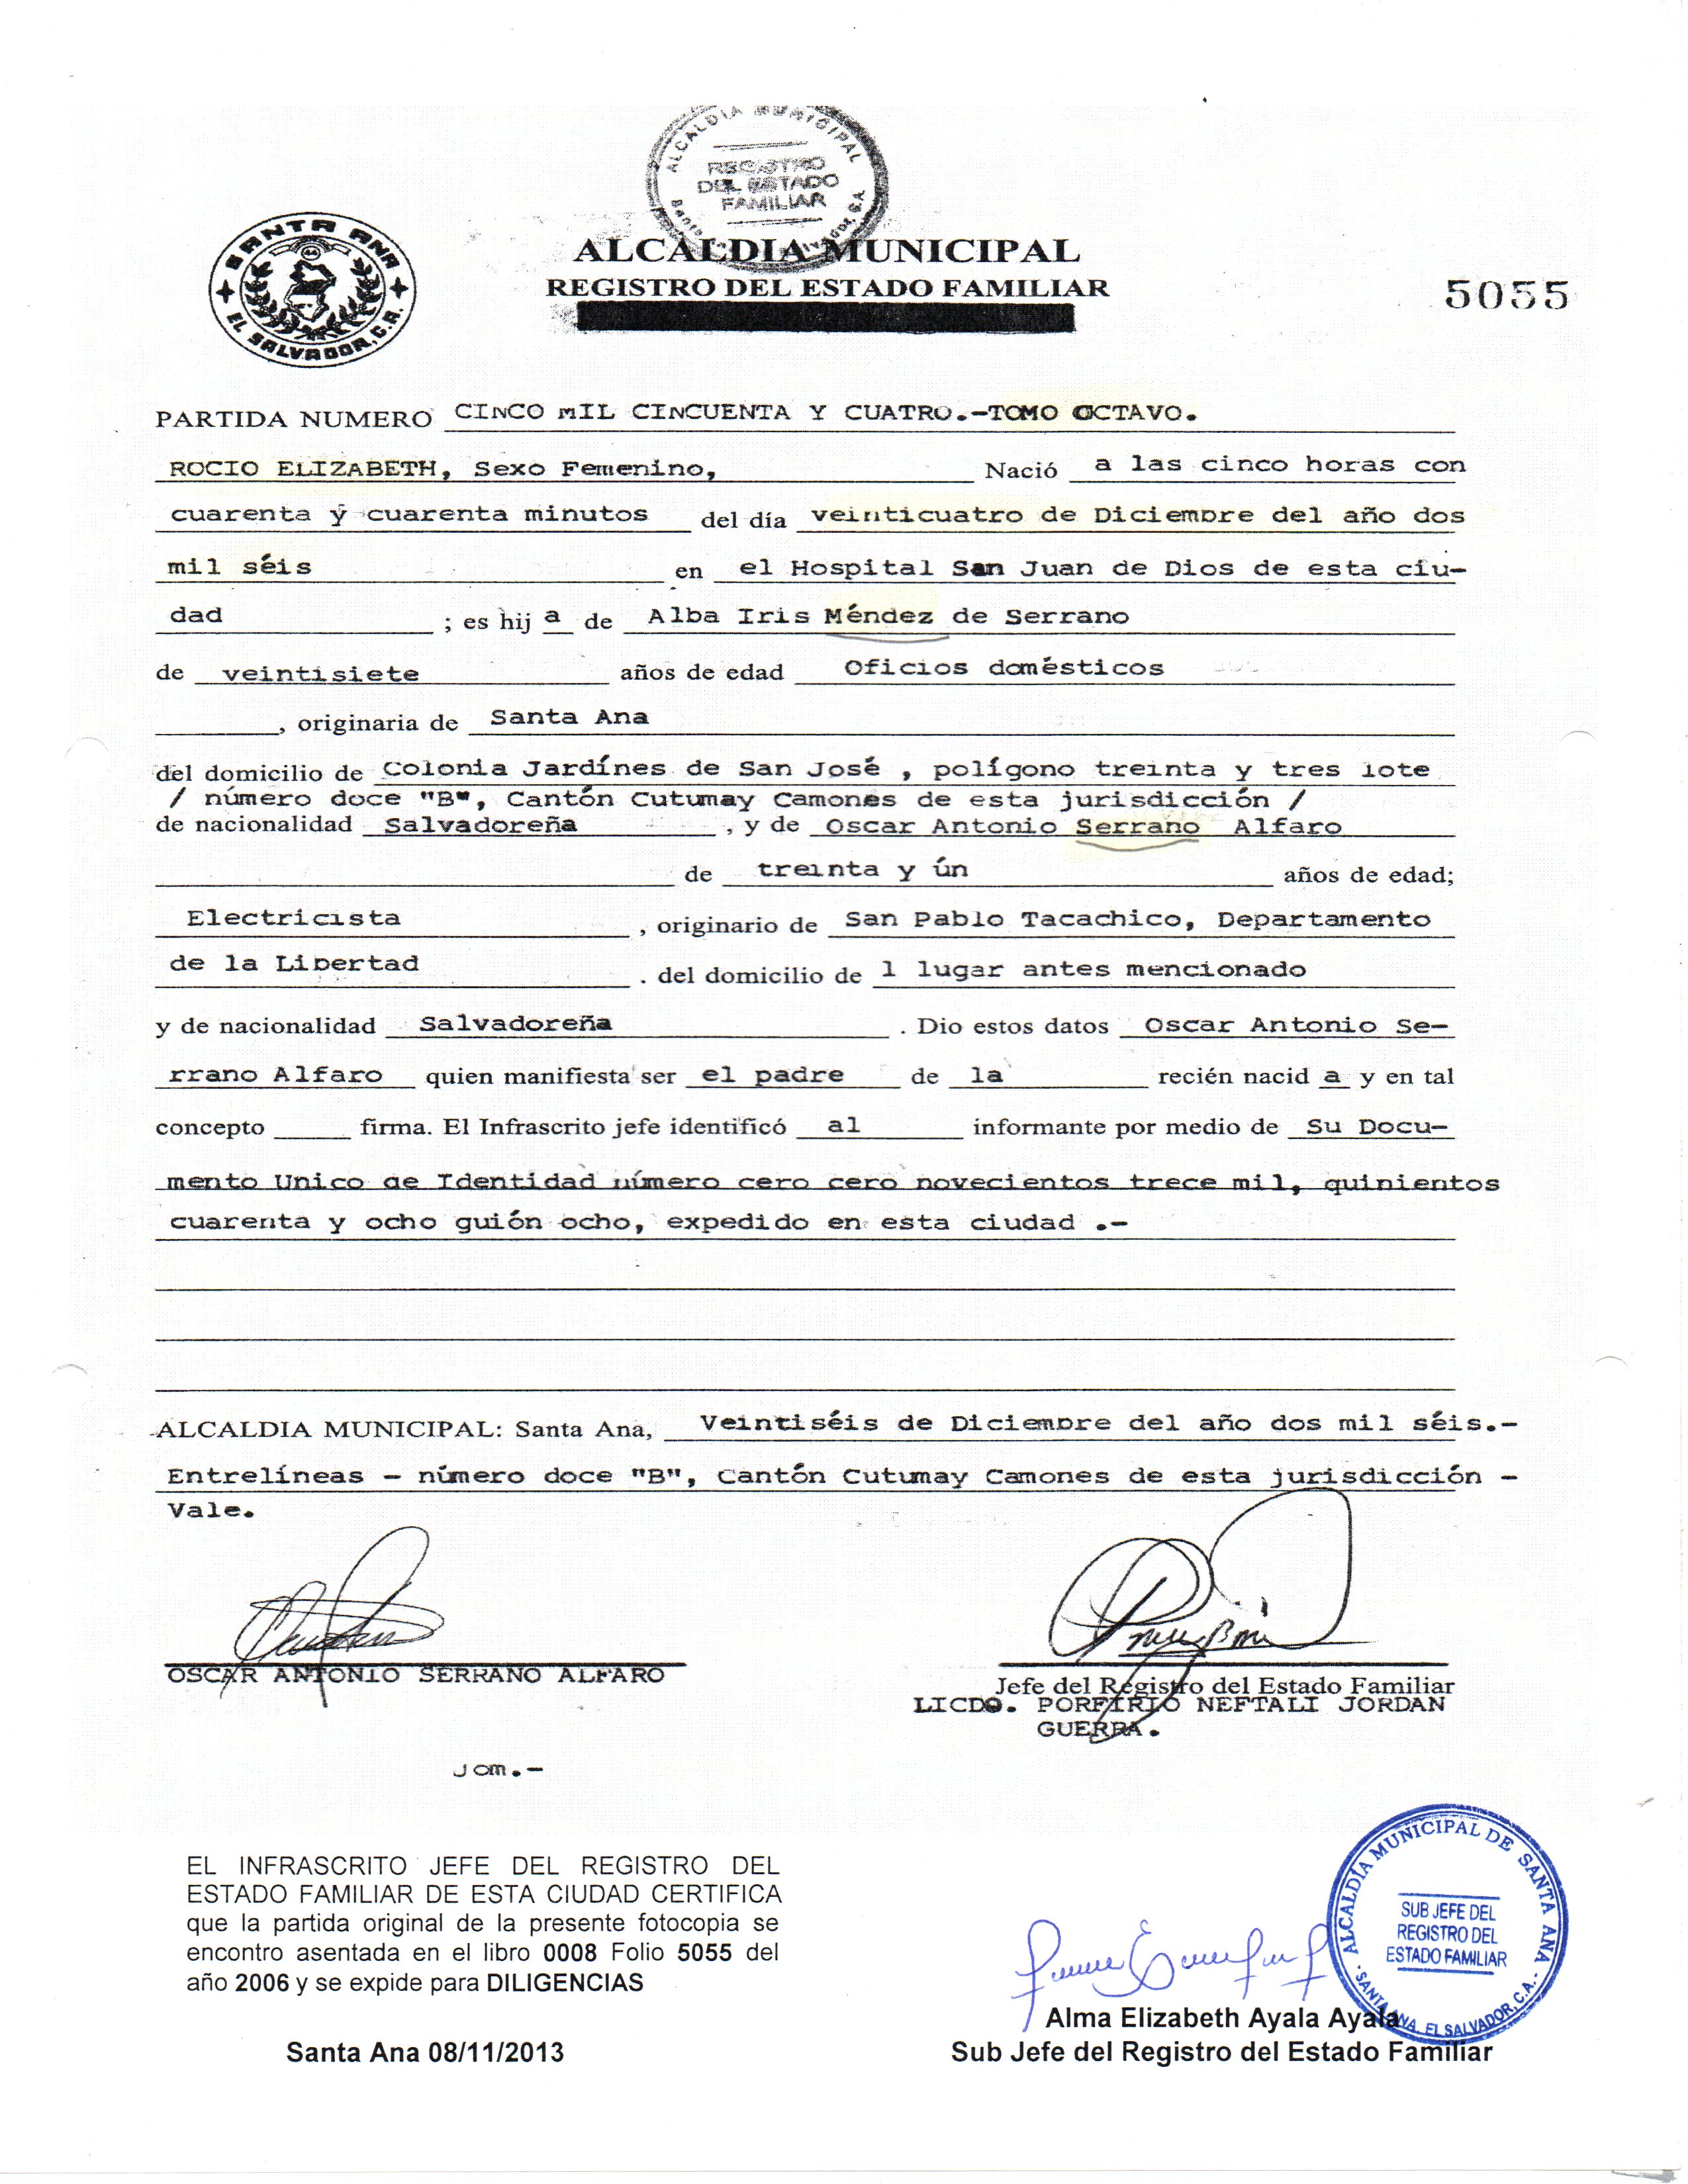 ALCALDIA MUNICIPAL
REGISTRO
DEL ESTADO
FAMILIAR
SANTA ANA
EL SALVADOR, C.A.
ALCALDIA MUNICIPAL
REGISTRO DEL ESTADO FAMILIAR
5055
PARTIDA NUMERO CINCO MIL CINCUENTA Y CUATRO.-TOMO OCTAVO.
ROCIO ELIZABETH, Sexo Femenino, Nació a las cinco horas con
cuarenta y cuarenta minutos del día veinticuatro de Diciembre del año dos
mil séis en el Hospital San Juan de Dios de esta ciu-
dad ; es hij a de Alba Iris Méndez de Serrano
de veintisiete años de edad Oficios domésticos
, originaria de Santa Ana
del domicilio de Colonia Jardínes de San José , polígono treinta y tres lote
/ número doce "B", Cantón Cutumay Camones de esta jurisdicción /
de nacionalidad Salvadoreña , y de Oscar Antonio Serrano Alfaro
de treinta y ún años de edad;
Electricista , originario de San Pablo Tacachico, Departamento
de la Libertad . del domicilio de l lugar antes mencionado
y de nacionalidad Salvadoreña . Dio estos datos Oscar Antonio Se-
rrano Alfaro quien manifiesta ser el padre de la recién nacid a y en tal
concepto firma. El Infrascrito jefe identificó al informante por medio de Su Docu-
mento Unico de Identidad número cero cero novecientos trece mil, quinientos
cuarenta y ocho guión ocho, expedido en esta ciudad .-
ALCALDIA MUNICIPAL: Santa Ana, Veintiséis de Diciembre del año dos mil séis.-
Entrelíneas - número doce "B", Cantón Cutumay Camones de esta jurisdicción -
Vale.
OSCAR ANTONIO SERRANO ALFARO
Jefe del Registro del Estado Familiar
LICDO. PORFIRIO NEFTALI JORDAN
GUERRA.
jom.-
EL INFRASCRITO JEFE DEL REGISTRO DEL
ESTADO FAMILIAR DE ESTA CIUDAD CERTIFICA
que la partida original de la presente fotocopia se
encontro asentada en el libro 0008 Folio 5055 del
año 2006 y se expide para DILIGENCIAS
Santa Ana 08/11/2013
ALCALDÍA MUNICIPAL DE SANTA ANA
SUB JEFE DEL
REGISTRO DEL
ESTADO FAMILIAR
SANTA ANA, EL SALVADOR, C.A.
Alma Elizabeth Ayala Ayala
Sub Jefe del Registro del Estado Familiar